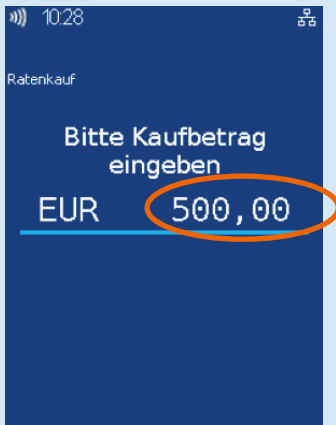 10:28
Ratenkauf
Bitte Kaufbetrag
eingeben
EUR 500,00